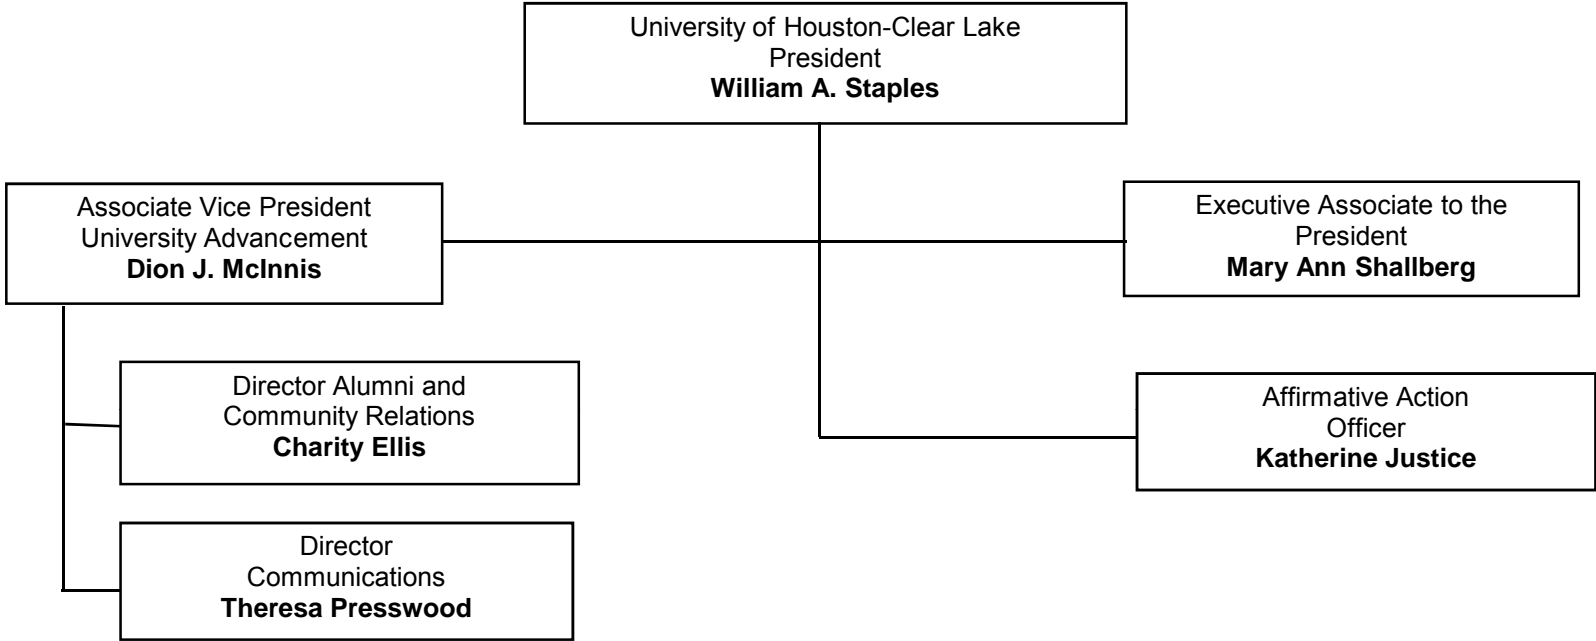 University of Houston-Clear Lake
President
William A. Staples
Associate Vice President
University Advancement
Dion J. McInnis
Executive Associate to the
President
Mary Ann Shallberg
Director Alumni and
Community Relations
Charity Ellis
Affirmative Action
Officer
Katherine Justice
Director
Communications
Theresa Presswood